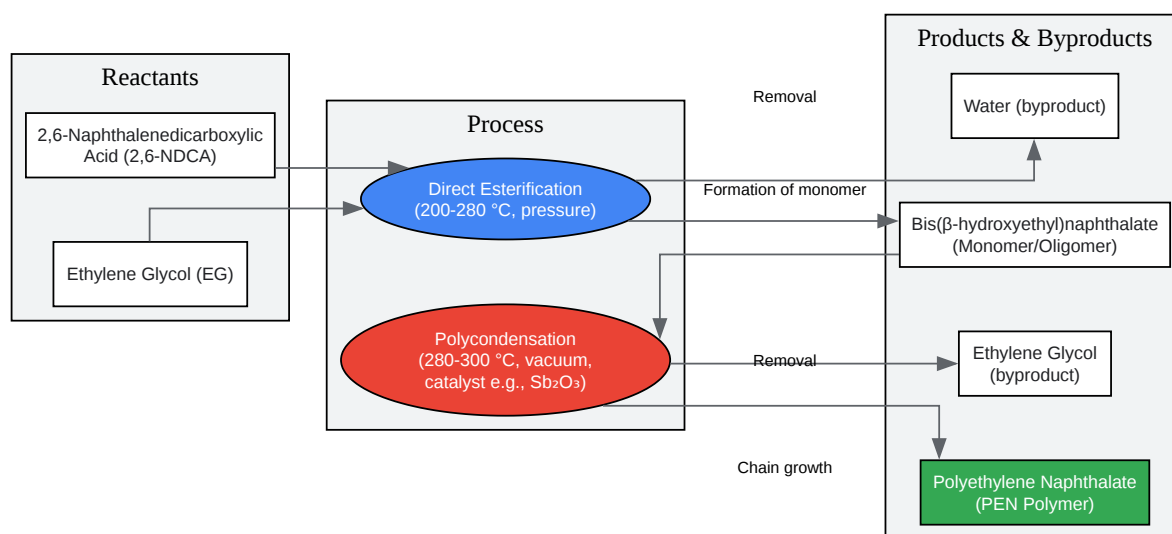 Reactants
2,6-Naphthalenedicarboxylic
Acid (2,6-NDCA)
Ethylene Glycol (EG)
Process
Direct Esterification
(200-280 °C, pressure)
Polycondensation
(280-300 °C, vacuum,
catalyst e.g., Sb₂O₃)
Removal
Formation of monomer
Removal
Chain growth
Products & Byproducts
Water (byproduct)
Bis(β-hydroxyethyl)naphthalate
(Monomer/Oligomer)
Ethylene Glycol
(byproduct)
Polyethylene Naphthalate
(PEN Polymer)